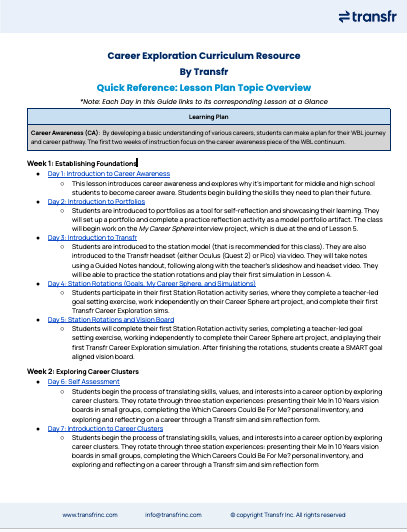 transfr
Career Exploration Curriculum Resource
By Transfr
Quick Reference: Lesson Plan Topic Overview
*Note: Each Day in this Guide links to its corresponding Lesson at a Glance
Learning Plan
Career Awareness (CA): By developing a basic understanding of various careers, students can make a plan for their WBL journey
and career pathway. The first two weeks of instruction focus on the career awareness piece of the WBL continuum.
Week 1: Establishing Foundations
• Day 1: Introduction to Career Awareness
○ This lesson introduces career awareness and explores why it's important for middle and high school
students to become career aware. Students begin building the skills they need to plan their future.
• Day 2: Introduction to Portfolios
○ Students are introduced to portfolios as a tool for self-reflection and showcasing their learning. They
will set up a portfolio and complete a practice reflection activity as a model portfolio artifact. The class
will begin work on the My Career Sphere interview project, which is due at the end of Lesson 5.
• Day 3: Introduction to Transfr
○ Students are introduced to the station model (that is recommended for this class). They are also
introduced to the Transfr headset (either Oculus (Quest 2) or Pico) via video. They will take notes
using a Guided Notes handout, following along with the teacher's slideshow and headset video. They
will be able to practice the station rotations and play their first simulation in Lesson 4.
• Day 4: Station Rotations (Goals, My Career Sphere, and Simulations)
○ Students participate in their first Station Rotation activity series, where they complete a teacher-led
goal setting exercise, work independently on their Career Sphere art project, and complete their first
Transfr Career Exploration sims.
• Day 5: Station Rotations and Vision Board
○ Students will complete their first Station Rotation activity series, completing a teacher-led goal
setting exercise, working independently to complete their Career Sphere art project, and playing their
first Transfr Career Exploration simulation. After finishing the rotations, students create a SMART goal
aligned vision board.
Week 2: Exploring Career Clusters
• Day 6: Self Assessment
○ Students begin the process of translating skills, values, and interests into a career option by exploring
career clusters. They rotate through three station experiences: presenting their Me in 10 Years vision
boards in small groups, completing the Which Careers Could Be For Me? personal inventory, and
exploring and reflecting on a career through a Transfr sim and sim reflection form.
• Day 7: Introduction to Career Clusters
○ Students begin the process of translating skills, values, and interests into a career option by exploring
career clusters. They rotate through three station experiences: presenting their Me in 10 Years vision
boards in small groups, completing the Which Careers Could Be For Me? personal inventory, and
exploring and reflecting on a career through a Transfr sim and sim reflection form
www.transfrinc.com info@transfrinc.com © copyright Transfr Inc. All rights reserved